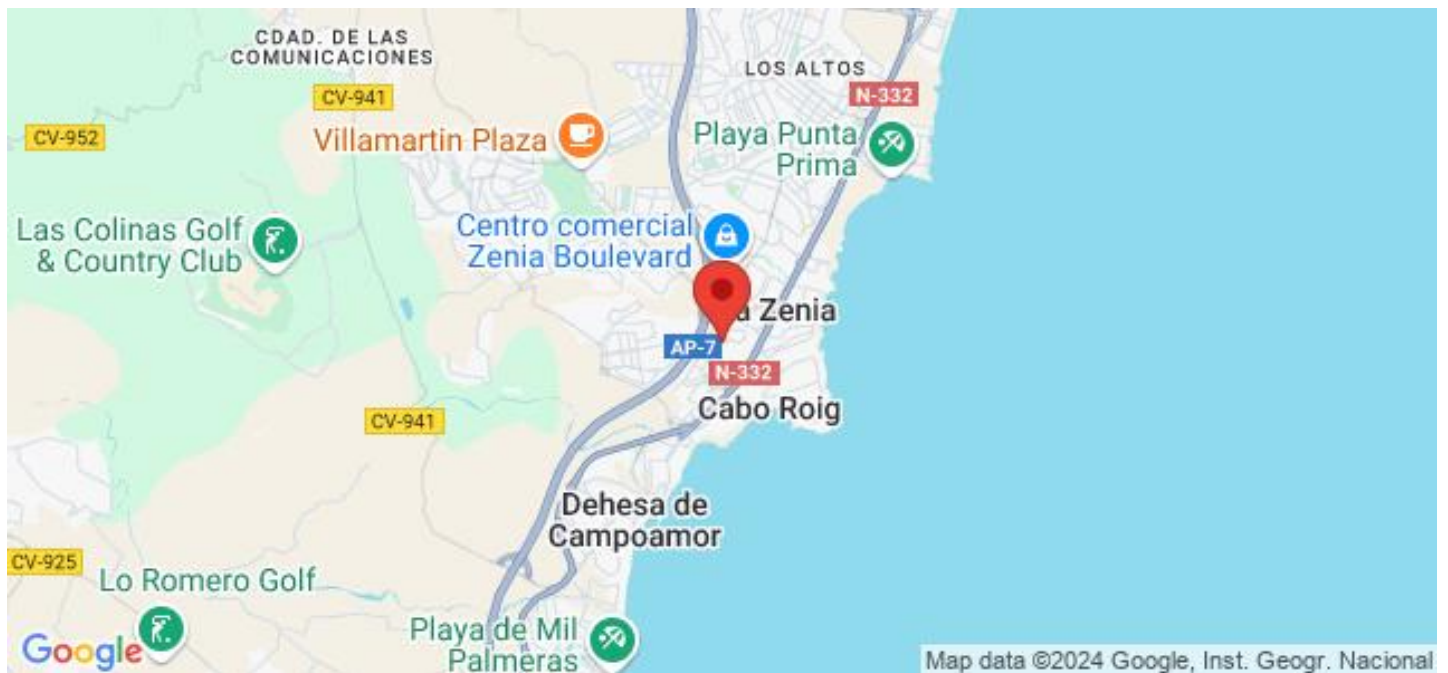 CDAD. DE LAS
COMUNICACIONES
LOS ALTOS
CV-941
N-332
CV-952
Villamartin Plaza
Playa Punta
Prima
Las Colinas Golf
& Country Club
Centro comercial
Zenia Boulevard
a Zenia
AP-7
N-332
Cabo Roig
CV-941
Dehesa de
Campoamor
CV-925
Lo Romero Golf
Playa de Mil
Palmeras
Google
Map data ©2024 Google, Inst. Geogr. Nacional